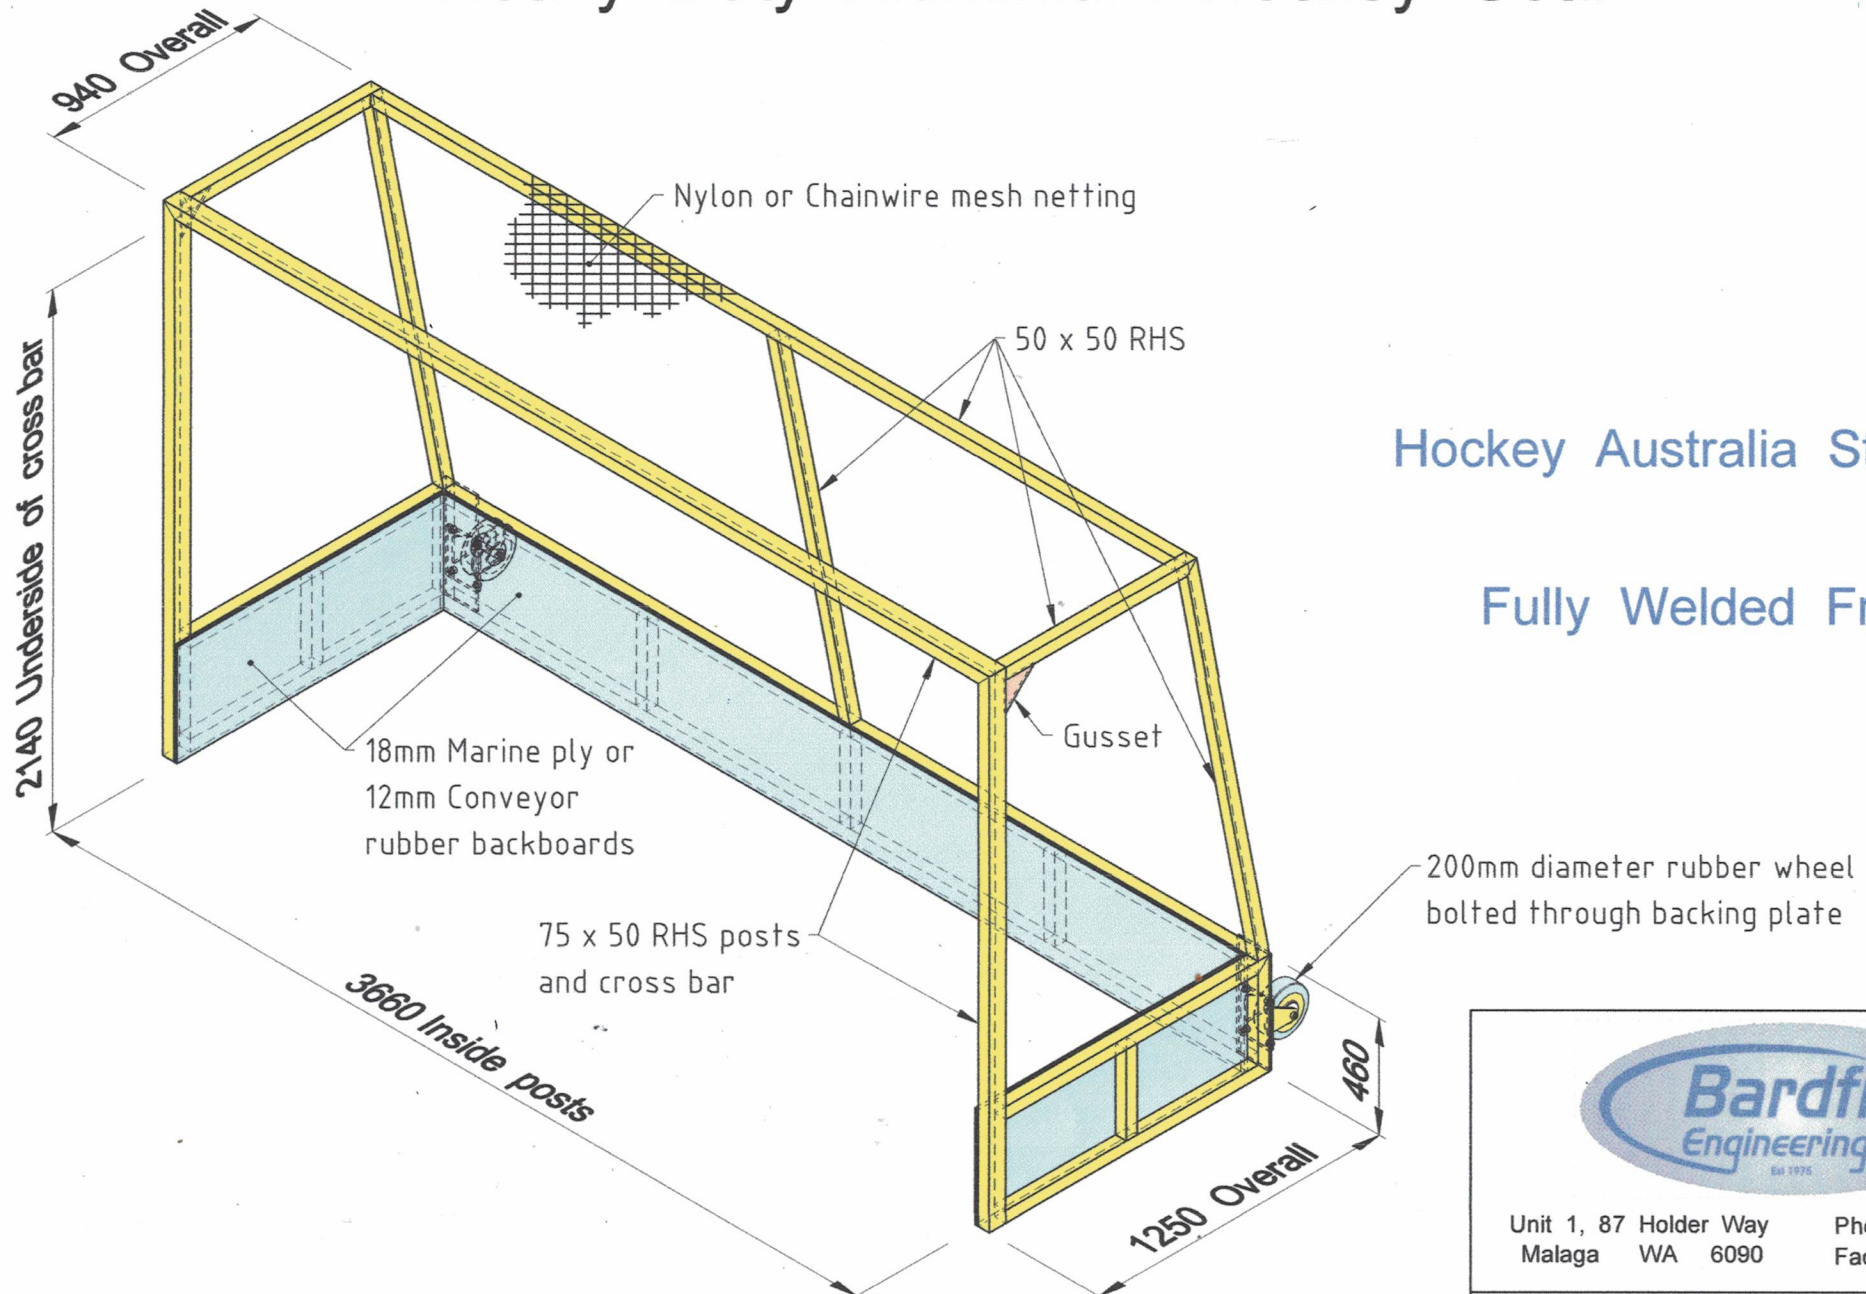 940 Overall
Nylon or Chainwire mesh netting
50 x 50 RHS
2140 Underside of cross bar
Hockey Australia
Fully Welded
Gusset
18mm Marine ply or
12mm Conveyor
rubber backboards
200mm diameter rubber wheel
bolted through backing plate
75 x 50 RHS posts
and cross bar
3660 Inside posts
460
1250 Overall
Engineering
Est 1975
Unit 1, 87 Holder Way
Malaga WA 6090